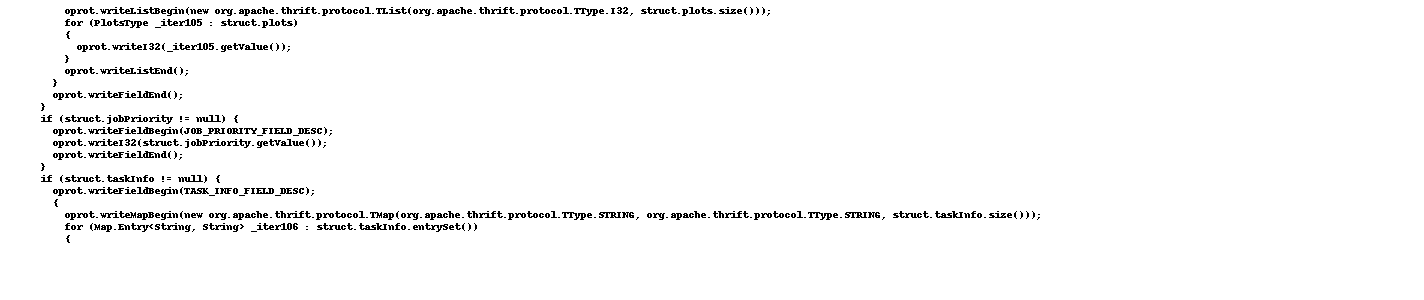 oprot.writeListBegin(new org.apache.thrift.protocol.TList(org.apache.thrift.protocol.TType.I32, struct.plots.size()));
for (PlotsType _iter105 : struct.plots)
{
oprot.writeI32(_iter105.getValue());
}
oprot.writeListEnd();
}
oprot.writeFieldEnd();
}
if (struct.jobPriority != null) {
oprot.writeFieldBegin(JOB_PRIORITY_FIELD_DESC);
oprot.writeI32(struct.jobPriority.getValue());
oprot.writeFieldEnd();
}
if (struct.taskInfo != null) {
oprot.writeFieldBegin(TASK_INFO_FIELD_DESC);
{
oprot.writeMapBegin(new org.apache.thrift.protocol.TMap(org.apache.thrift.protocol.TType.STRING, org.apache.thrift.protocol.TType.STRING, struct.taskInfo.size()));
for (Map.Entry<String, String> _iter106 : struct.taskInfo.entrySet())
{